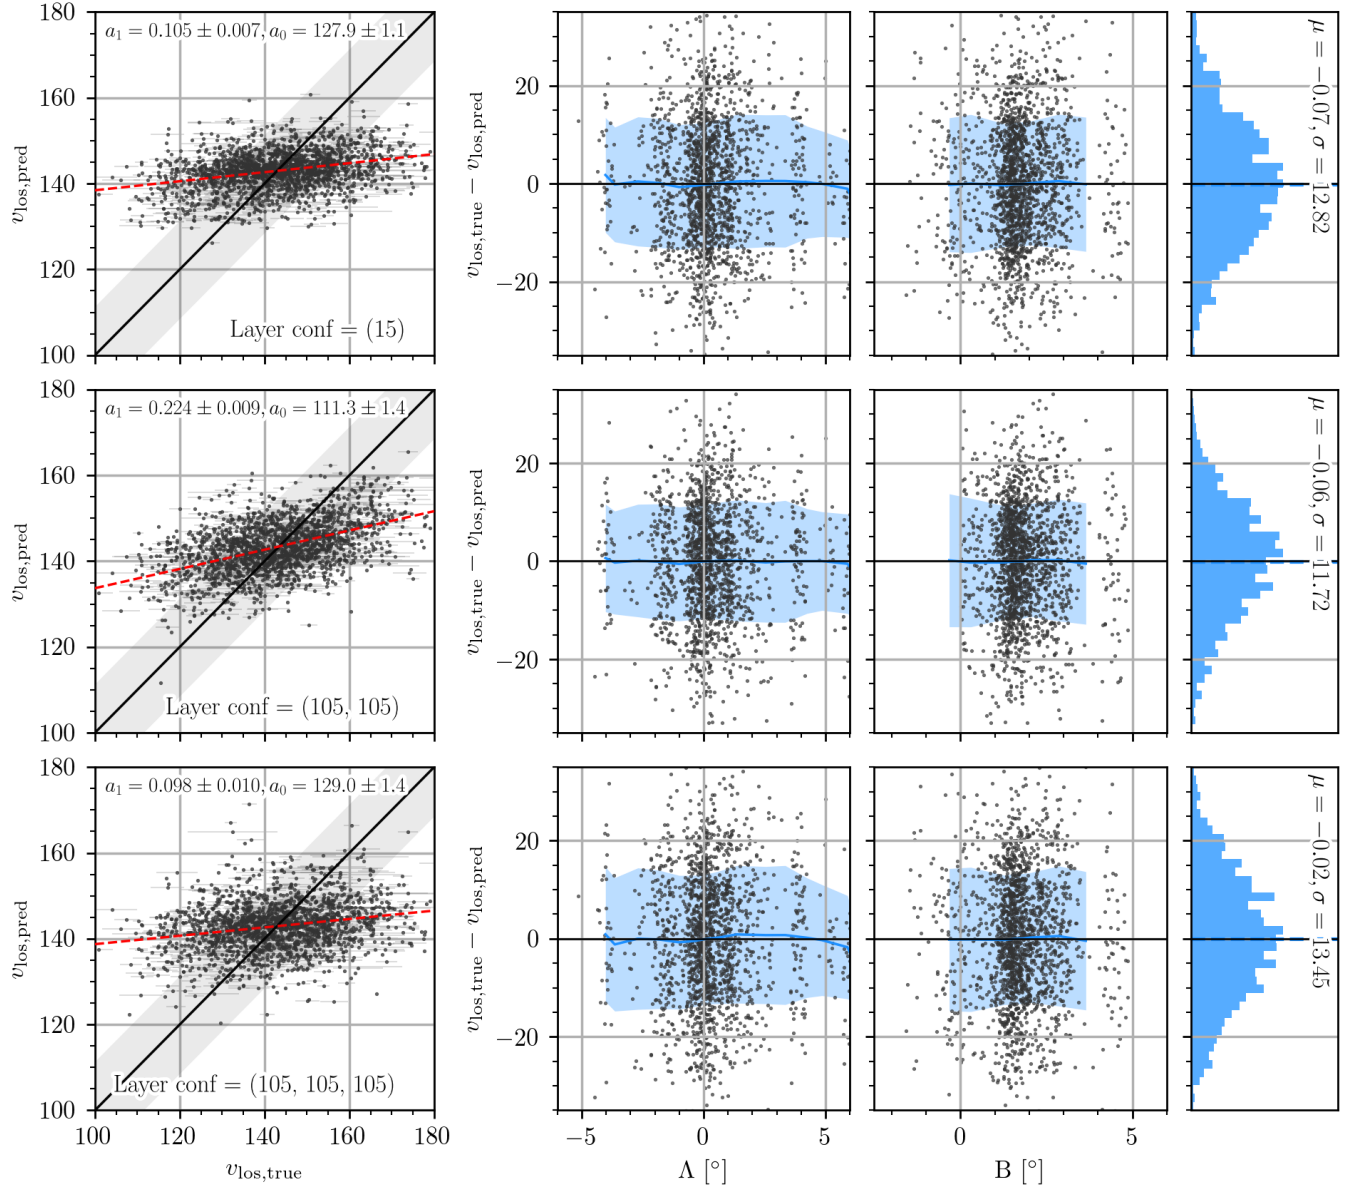 180
160
140
120
100
v_los,pred
a₁ = 0.105 ± 0.007, a₀ = 127.9 ± 1.1
Layer conf = (15)
20
0
−20
v_los,true − v_los,pred
μ = −0.07, σ = 12.82
180
160
140
120
100
v_los,pred
a₁ = 0.224 ± 0.009, a₀ = 111.3 ± 1.4
Layer conf = (105, 105)
20
0
−20
v_los,true − v_los,pred
μ = −0.06, σ = 11.72
180
160
140
120
100
v_los,pred
a₁ = 0.098 ± 0.010, a₀ = 129.0 ± 1.4
Layer conf = (105, 105, 105)
20
0
−20
v_los,true − v_los,pred
μ = −0.02, σ = 13.45
100 120 140 160 180
v_los,true
−5 0 5
Λ [°]
0 5
B [°]